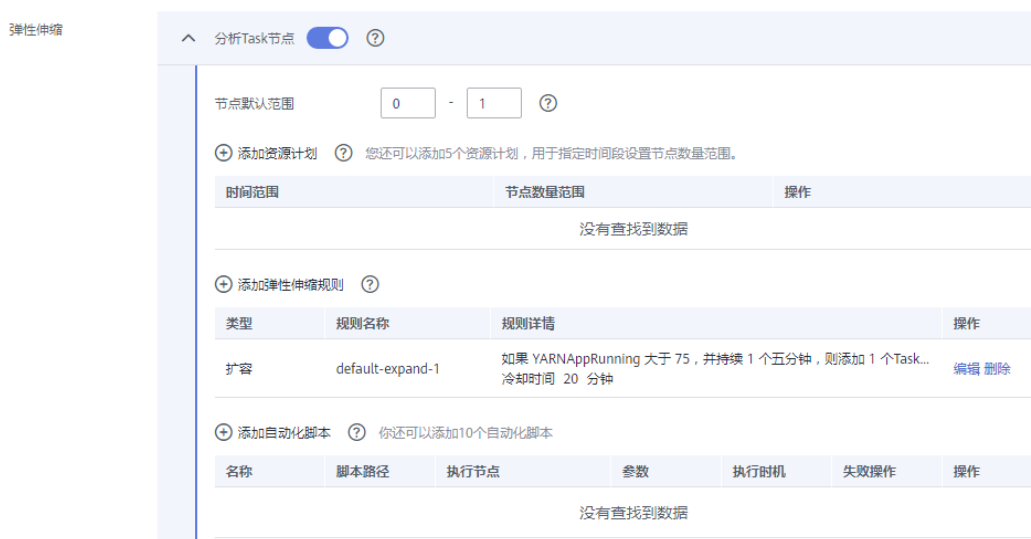 弹性伸缩
分析Task节点
节点默认范围 0 - 1
添加资源计划 您还可以添加5个资源计划，用于指定时间段设置节点数量范围。
时间范围 节点数量范围 操作
没有查找到数据
添加弹性伸缩规则
类型 规则名称 规则详情 操作
扩容 default-expand-1 如果 YARNAppRunning 大于 75，并持续 1 个五分钟，则添加 1 个Task... 编辑 删除
冷却时间 20 分钟
添加自动化脚本 你还可以添加10个自动化脚本
名称 脚本路径 执行节点 参数 执行时机 失败操作 操作
没有查找到数据